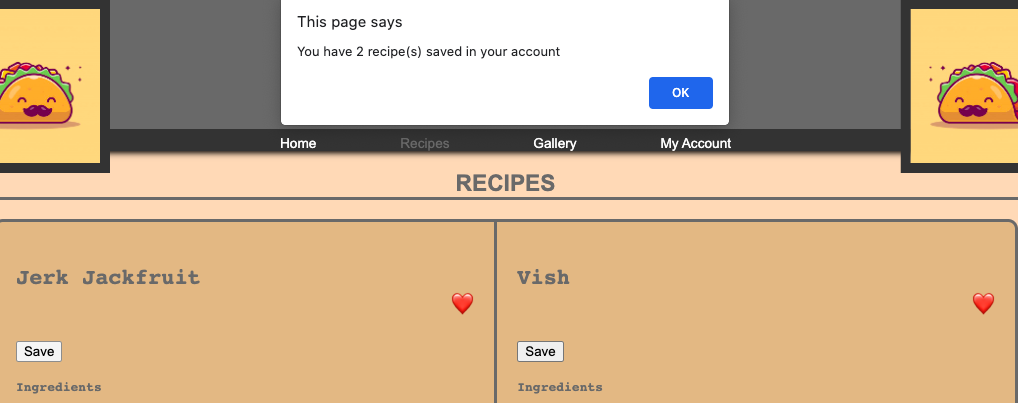 This page says
You have 2 recipe(s) saved in your account
OK
Home Recipes Gallery My Account
RECIPES
Jerk Jackfruit
Vish
Save
Save
Ingredients
Ingredients